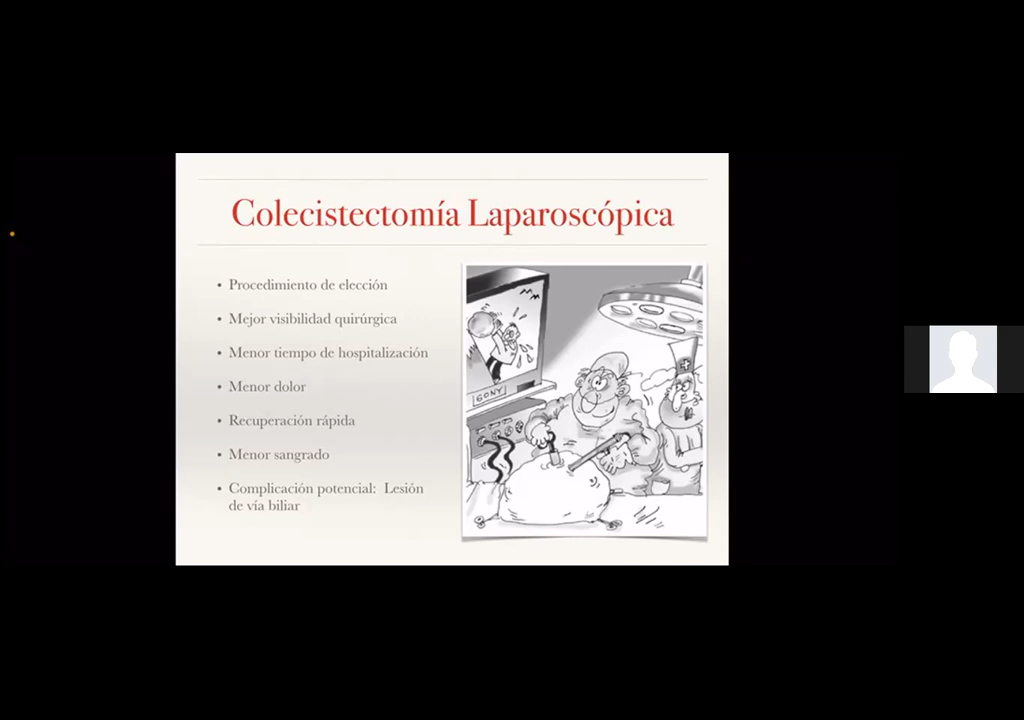 Colecistectomía Laparoscópica
• Procedimiento de elección
• Mejor visibilidad quirúrgica
• Menor tiempo de hospitalización
• Menor dolor
• Recuperación rápida
• Menor sangrado
• Complicación potencial: Lesión
de vía biliar
GONY